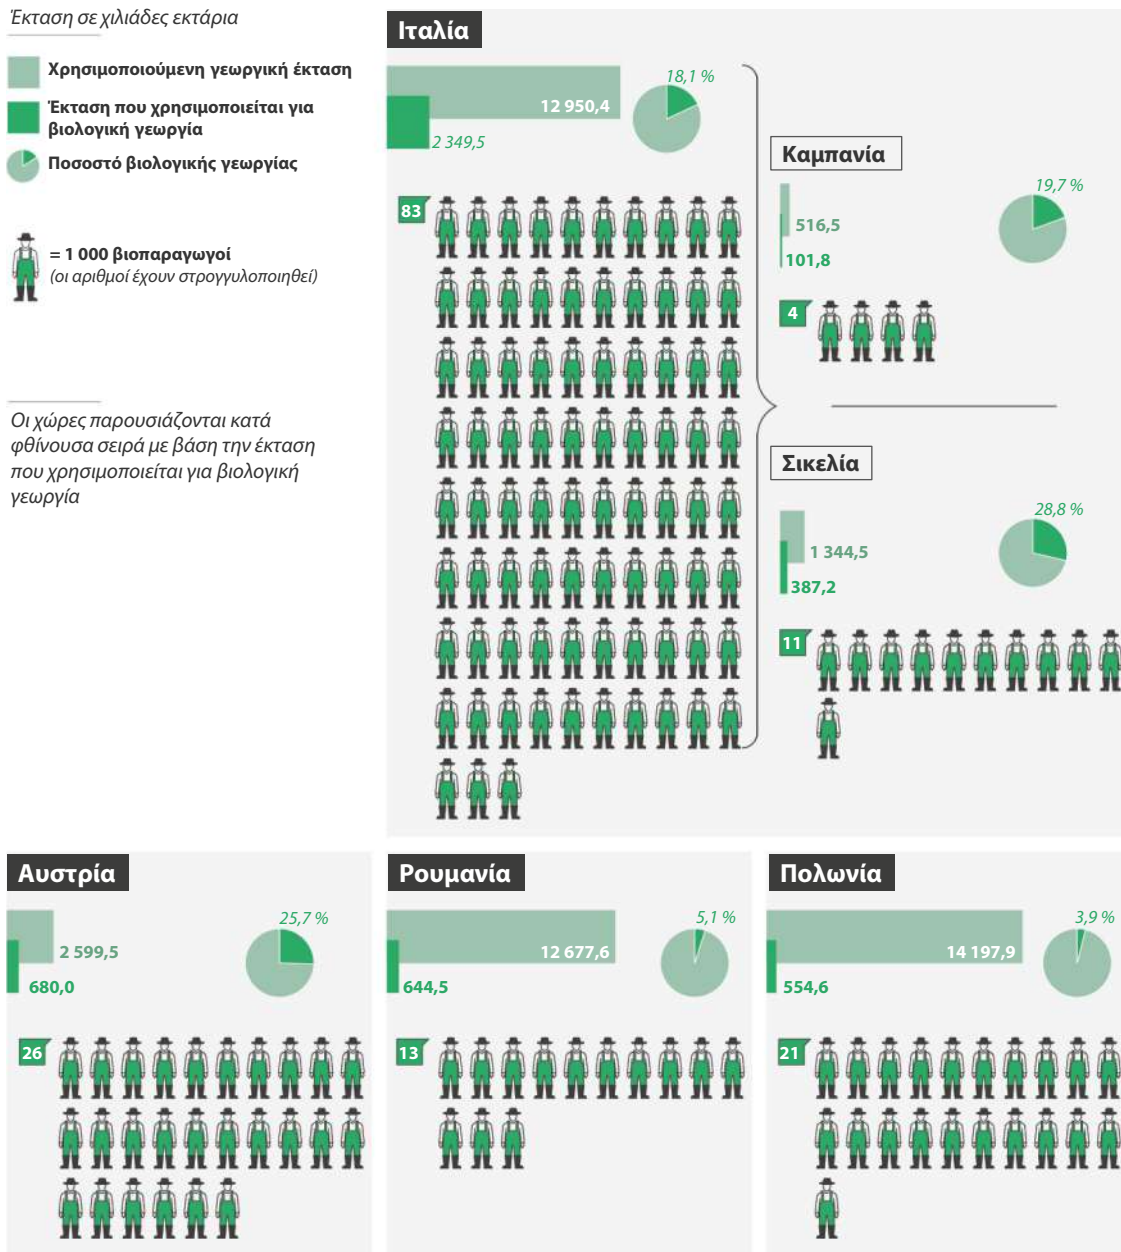 Έκταση σε χιλιάδες εκτάρια
Χρησιμοποιούμενη γεωργική έκταση
Έκταση που χρησιμοποιείται για
βιολογική γεωργία
Ποσοστό βιολογικής γεωργίας
= 1 000 βιοπαραγωγοί
(οι αριθμοί έχουν στρογγυλοποιηθεί)
Οι χώρες παρουσιάζονται κατά
φθίνουσα σειρά με βάση την έκταση
που χρησιμοποιείται για βιολογική
γεωργία
Ιταλία
18,1 %
12 950,4
2 349,5
83
Καμπανία
19,7 %
516,5
101,8
4
Σικελία
28,8 %
1 344,5
387,2
11
Αυστρία
25,7 %
2 599,5
680,0
26
Ρουμανία
5,1 %
12 677,6
644,5
13
Πολωνία
3,9 %
14 197,9
554,6
21